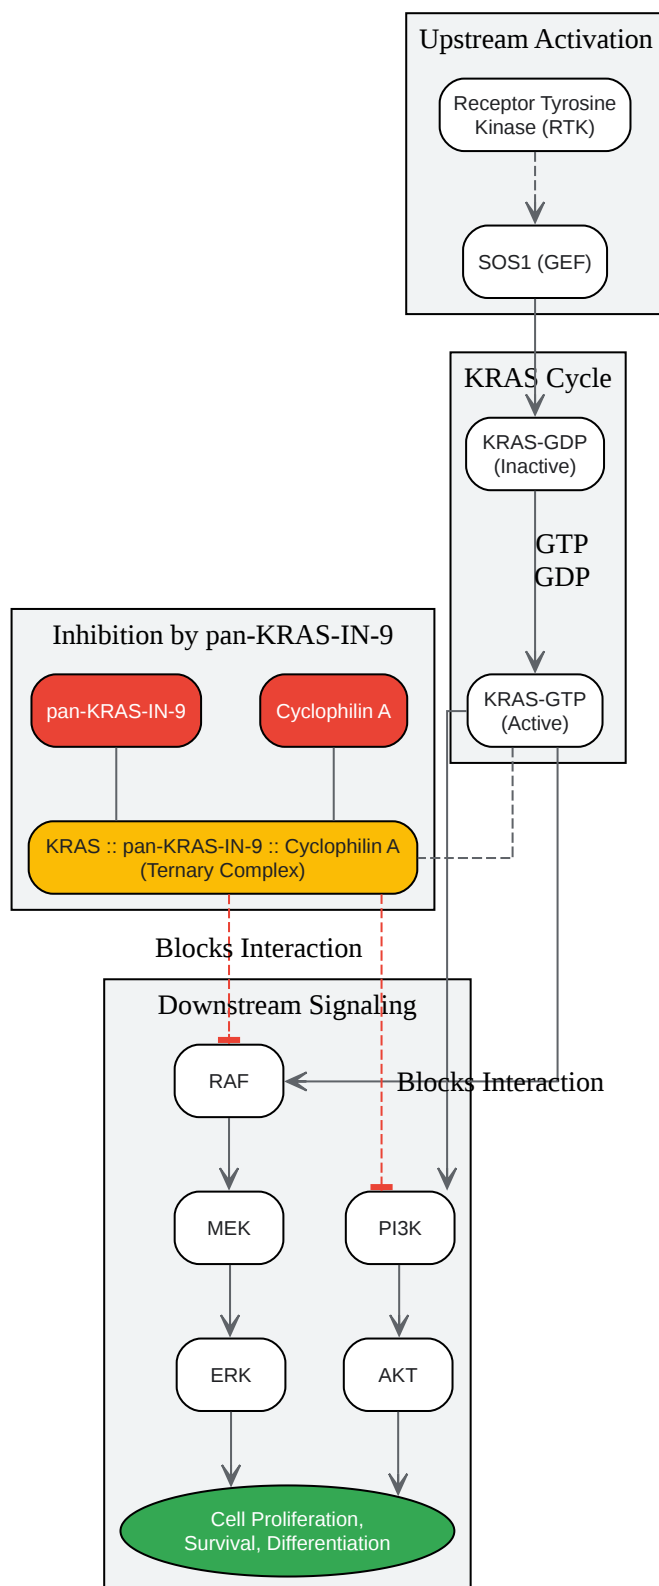 Upstream Activation
Receptor Tyrosine
Kinase (RTK)
SOS1 (GEF)
KRAS Cycle
KRAS-GDP
(Inactive)
GTP
GDP
Inhibition by pan-KRAS-IN-9
pan-KRAS-IN-9
Cyclophilin A
KRAS-GTP
(Active)
KRAS :: pan-KRAS-IN-9 :: Cyclophilin A
(Ternary Complex)
Blocks Interaction
Downstream Signaling
RAF
Blocks Interaction
MEK
PI3K
ERK
AKT
Cell Proliferation,
Survival, Differentiation